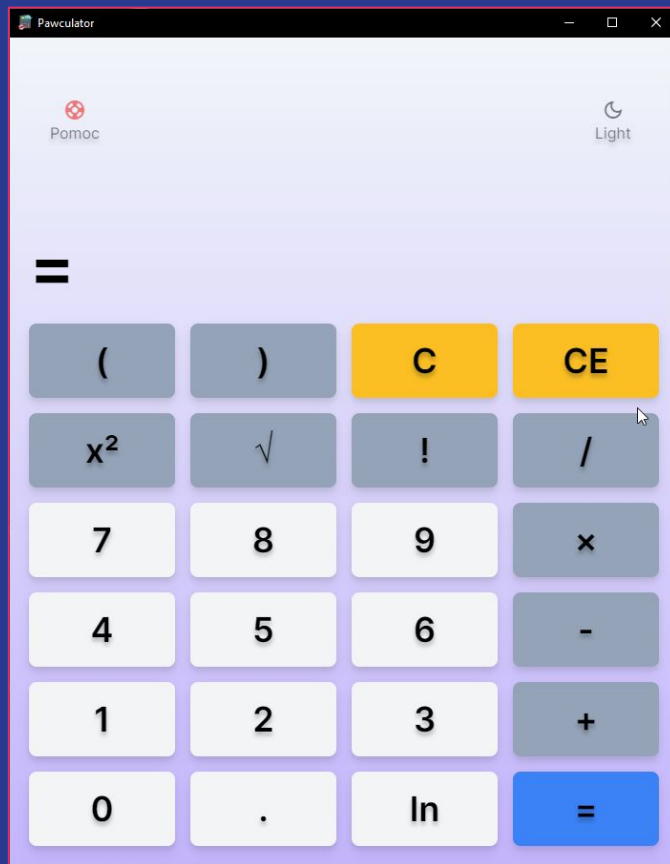 Pawculator
Pomoc Light
=
( ) C CE
x² √ ! /
7 8 9 ×
4 5 6 -
1 2 3 +
0 . ln =